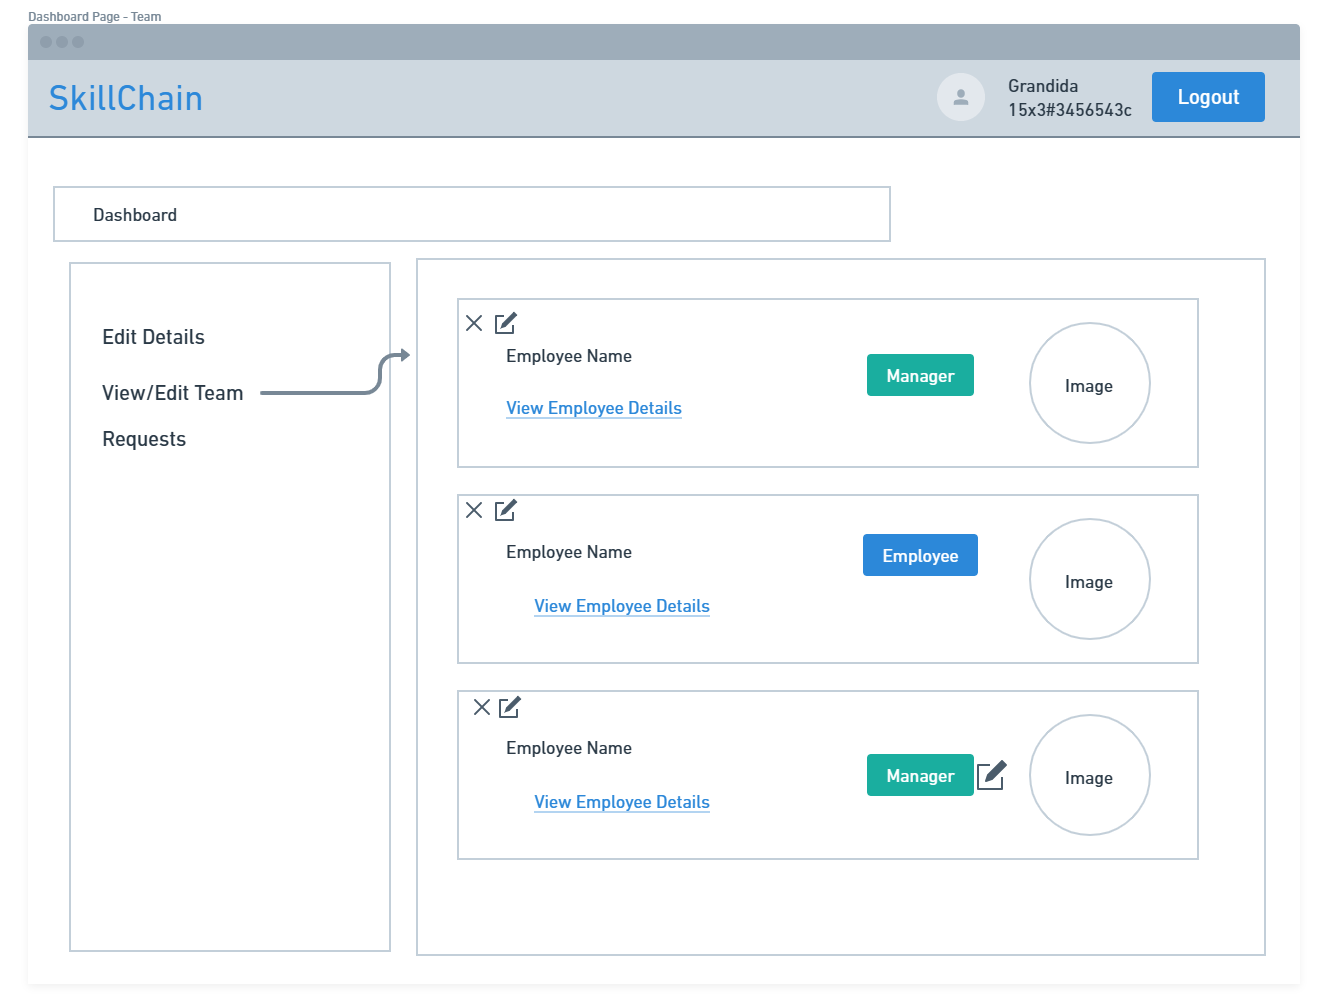 Dashboard Page - Team
SkillChain
Grandida
15x3#3456543c
Logout
Dashboard
Edit Details
View/Edit Team
Requests
Employee Name
View Employee Details
Manager
Image
Employee Name
View Employee Details
Employee
Image
Employee Name
View Employee Details
Manager
Image